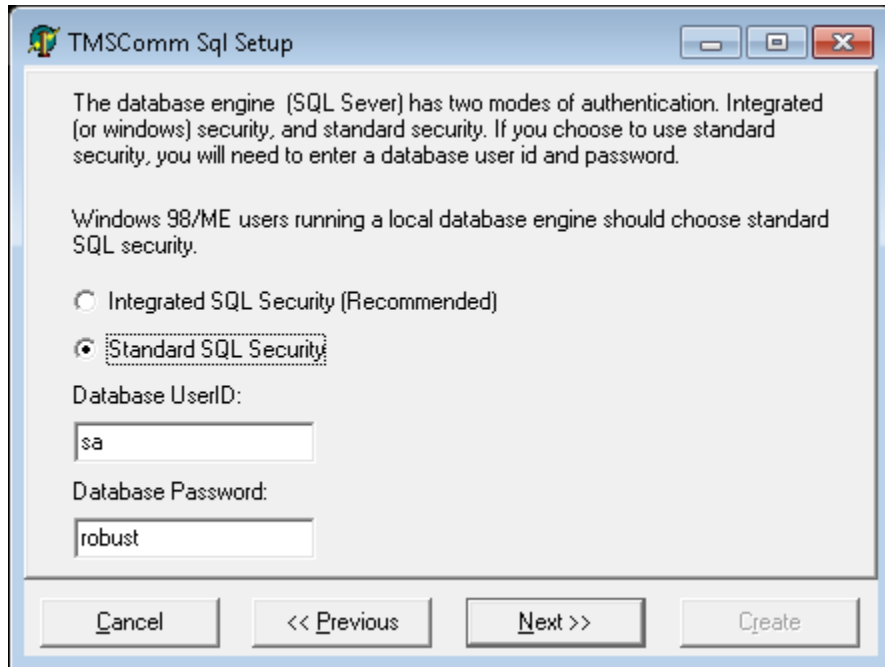 TMSComm Sql Setup
The database engine (SQL Sever) has two modes of authentication. Integrated
(or windows) security, and standard security. If you choose to use standard
security, you will need to enter a database user id and password.
Windows 98/ME users running a local database engine should choose standard
SQL security.
Integrated SQL Security (Recommended)
Standard SQL Security
Database UserID:
sa
Database Password:
robust
Cancel
<< Previous
Next >>
Create